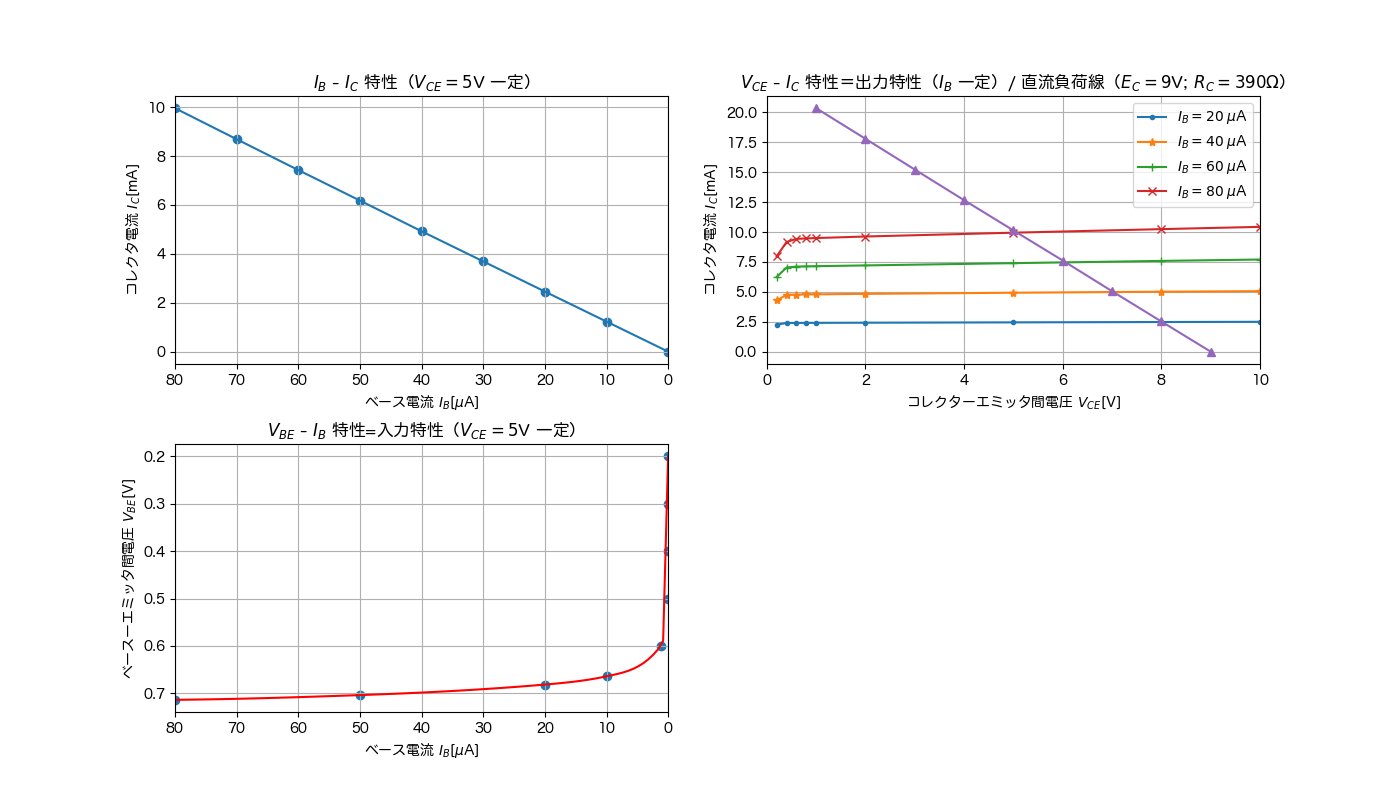 I_B – I_C 特性（V_CE = 5V 一定）
10
8
6
4
2
0
コレクタ電流 I_C[mA]
80 70 60 50 40 30 20 10 0
ベース電流 I_B[μA]
V_CE – I_C 特性＝出力特性（I_B 一定）/ 直流負荷線（E_C = 9V; R_C = 390Ω）
20.0
17.5
15.0
12.5
10.0
7.5
5.0
2.5
0.0
コレクタ電流 I_C[mA]
I_B = 20 μA
I_B = 40 μA
I_B = 60 μA
I_B = 80 μA
0 2 4 6 8 10
コレクターエミッタ間電圧 V_CE[V]
V_BE – I_B 特性=入力特性（V_CE = 5V 一定）
0.2
0.3
0.4
0.5
0.6
0.7
ベースーエミッタ間電圧 V_BE[V]
80 70 60 50 40 30 20 10 0
ベース電流 I_B[μA]